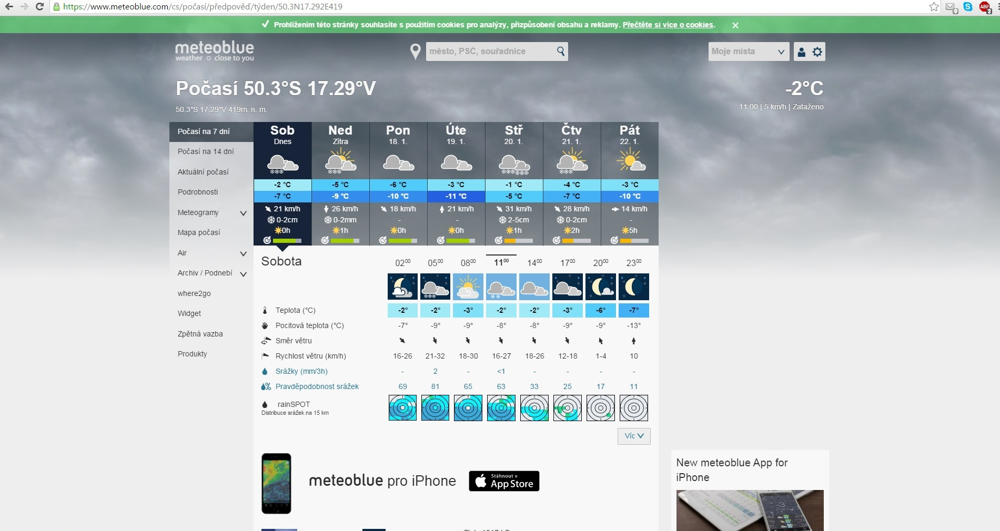 https://www.meteoblue.com/cs/počasí/předpověď/týden/50.3N17.292E419
0
S
ABP
2
Prohlížením této stránky souhlasíte s použitím cookies pro analýzy, přizpůsobení obsahu a reklamy. Přečtěte si více o cookies.
meteoblue
weather ☼ close to you
město, PSČ, souřadnice
Moje místa
Počasí 50.3°S 17.29°V
50.3°S 17.29°V 419m. n. m.
-2°C
11:00 | 5 km/h | Zataženo
Počasí na 7 dní
Počasí na 14 dní
Aktuální počasí
Podrobnosti
Meteogramy
Mapa počasí
Air
Archiv / Podnebí
where2go
Widget
Zpětná vazba
Produkty
Sob Ned Pon Úte Stř Čtv Pát
Dnes Zítra 18. 1. 19. 1. 20. 1. 21. 1. 22. 1.
-2 °C -5 °C -6 °C -3 °C -1 °C -4 °C -3 °C
-7 °C -9 °C -10 °C -11 °C -5 °C -7 °C -10 °C
21 km/h 26 km/h 18 km/h 21 km/h 31 km/h 28 km/h 14 km/h
0-2cm 0-2mm - - 2-5cm 0-2cm -
0h 1h 0h 0h 1h 2h 5h
Sobota 02⁰⁰ 05⁰⁰ 08⁰⁰ 11⁰⁰ 14⁰⁰ 17⁰⁰ 20⁰⁰ 23⁰⁰
Teplota (°C) -2° -2° -3° -2° -2° -3° -6° -7°
Pocitová teplota (°C) -7° -9° -9° -8° -8° -9° -9° -13°
Směr větru
Rychlost větru (km/h) 16-26 21-32 18-30 16-27 18-26 12-18 1-4 10
Srážky (mm/3h) - 2 - <1 - - - -
Pravděpodobnost srážek 69 81 65 63 33 25 17 11
rainSPOT
Distribuce srážek na 15 km
Víc
meteoblue pro iPhone
Stáhnout v
App Store
New meteoblue App for
iPhone